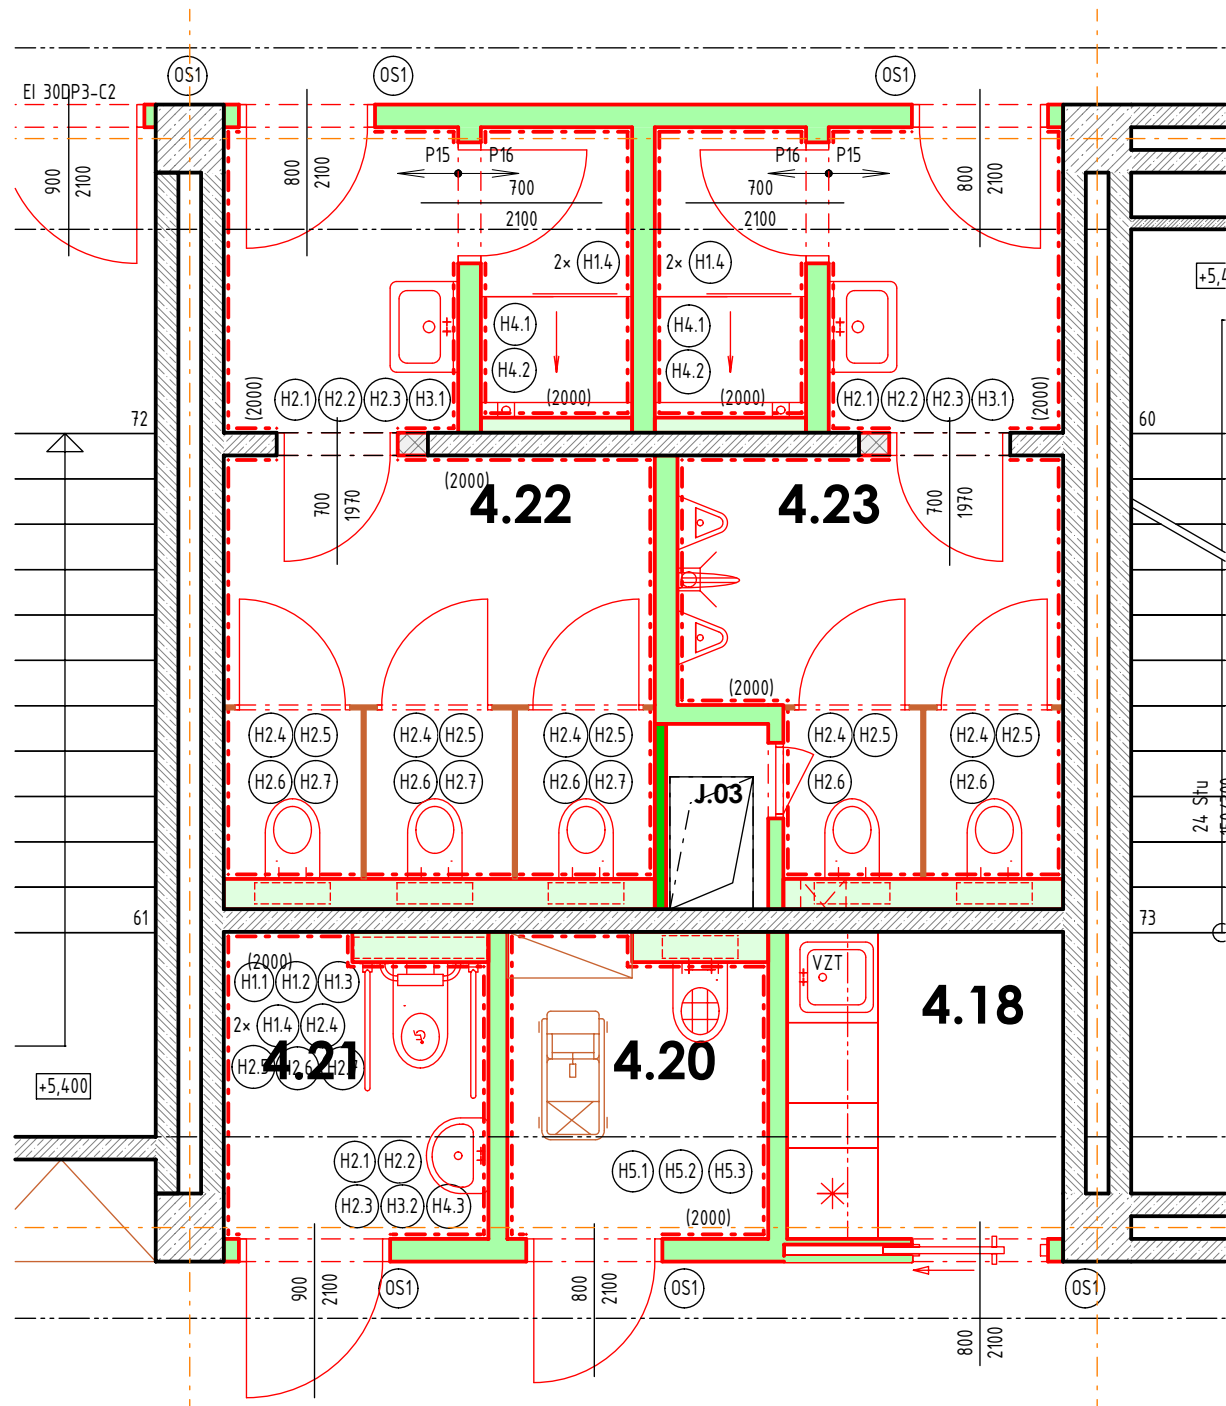 OS1 OS1 OS1
EI 30DP3-C2
900 2100
800 2100
P15 P16
700
2100
P16 P15
700
2100
800 2100
2× H1.4
2× H1.4
H4.1
H4.2
H4.1
H4.2
(2000) (2000) (2000) (2000)
H2.1 H2.2 H2.3 H3.1
H2.1 H2.2 H2.3 H3.1
72
60
(2000)
4.22
4.23
700 1970
700 1970
(2000)
H2.4 H2.5 H2.4 H2.5 H2.4 H2.5 H2.4 H2.5 H2.4 H2.5
H2.6 H2.7 H2.6 H2.7 H2.6 H2.7 H2.6 H2.6
J.03
24 Stu
61
73
(2000)
H1.1 H1.2 H1.3
2× H1.4 H2.4
H2.5 H2.6 H2.7
4.21
4.20
VZT
4.18
+5,400
H2.1 H2.2
H2.3 H3.2 H4.3
H5.1 H5.2 H5.3
(2000)
900 2100
OS1
800 2100
OS1
800 2100
OS1